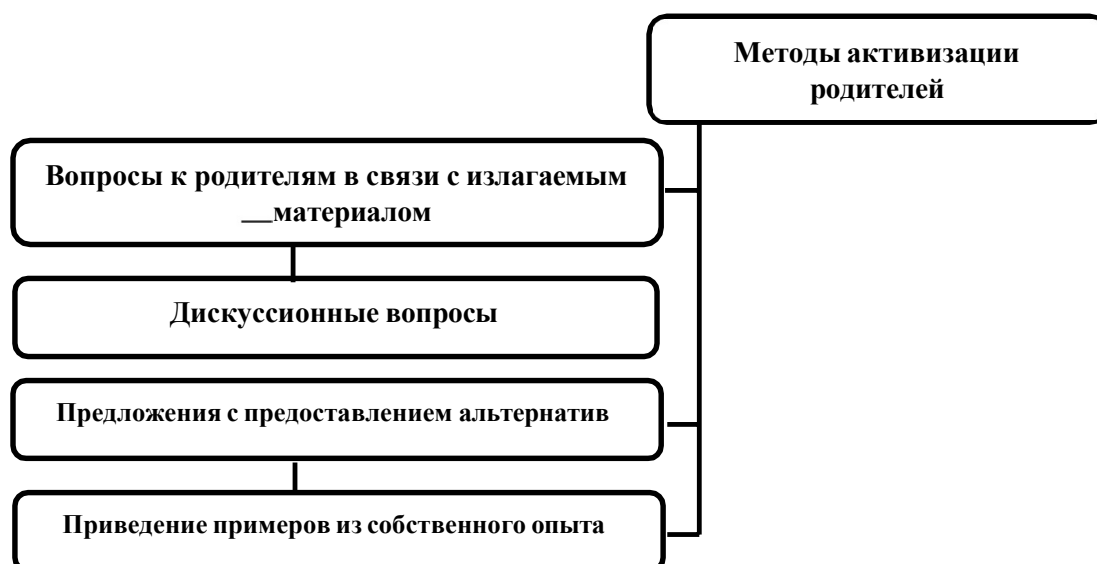 Методы активизации
родителей
Вопросы к родителям в связи с излагаемым
__материалом
Дискуссионные вопросы
Предложения с предоставлением альтернатив
Приведение примеров из собственного опыта